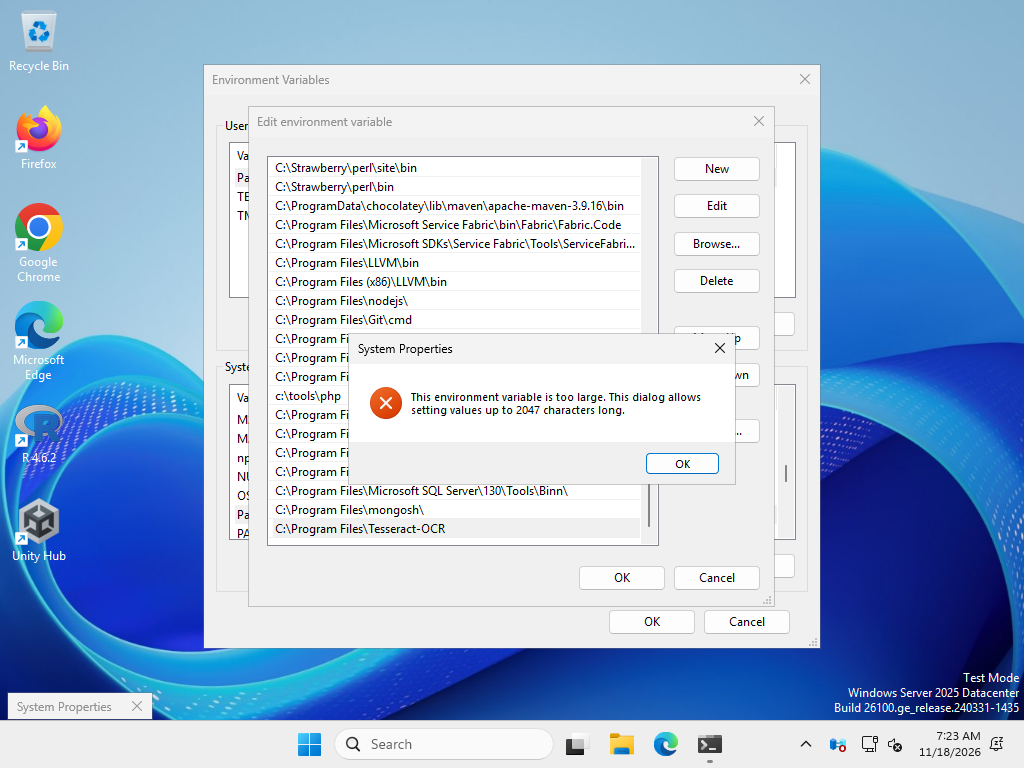 Recycle Bin
Firefox
Google
Chrome
Microsoft
Edge
R 4.6.2
Unity Hub
Environment Variables
Edit environment variable
C:\Strawberry\perl\site\bin
C:\Strawberry\perl\bin
C:\ProgramData\chocolatey\lib\maven\apache-maven-3.9.16\bin
C:\Program Files\Microsoft Service Fabric\bin\Fabric\Fabric.Code
C:\Program Files\Microsoft SDKs\Service Fabric\Tools\ServiceFabri...
C:\Program Files\LLVM\bin
C:\Program Files (x86)\LLVM\bin
C:\Program Files\nodejs\
C:\Program Files\Git\cmd
c:\tools\php
C:\Program Files\Microsoft SQL Server\130\Tools\Binn\
C:\Program Files\mongosh\
C:\Program Files\Tesseract-OCR
New
Edit
Browse...
Delete
OK
Cancel
System Properties
This environment variable is too large. This dialog allows
setting values up to 2047 characters long.
OK
OK
Cancel
Test Mode
Windows Server 2025 Datacenter
Build 26100.ge_release.240331-1435
System Properties
Search
7:23 AM
11/18/2026